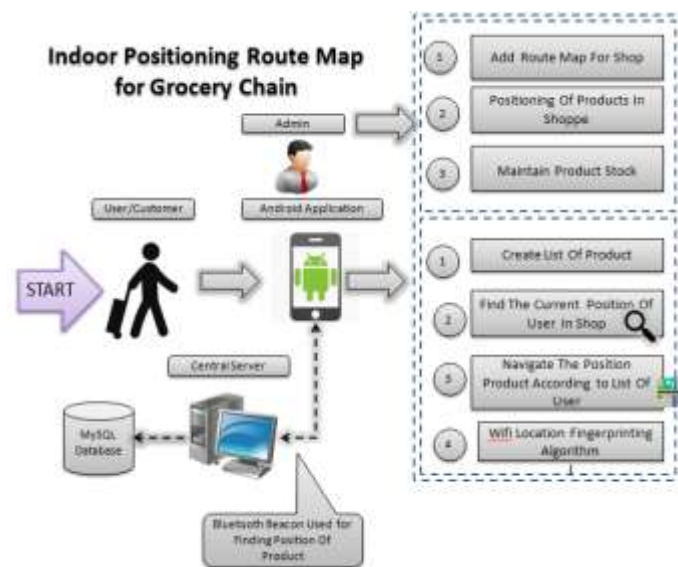 Indoor Positioning Route Map
for Grocery Chain
Admin
User/Customer
Android Application
START
Central Server
MySQL
Database
Bluetooth Beacon Used for
Finding Position Of
Product
1
Add Route Map For Shop
2
Positioning Of Products In
Shoppe
3
Maintain Product Stock
1
Create List Of Product
2
Find The Current Position Of
User In Shop
3
Navigate The Position
Product According to List Of
User
4
Wifi Location Fingerprinting
Algorithm